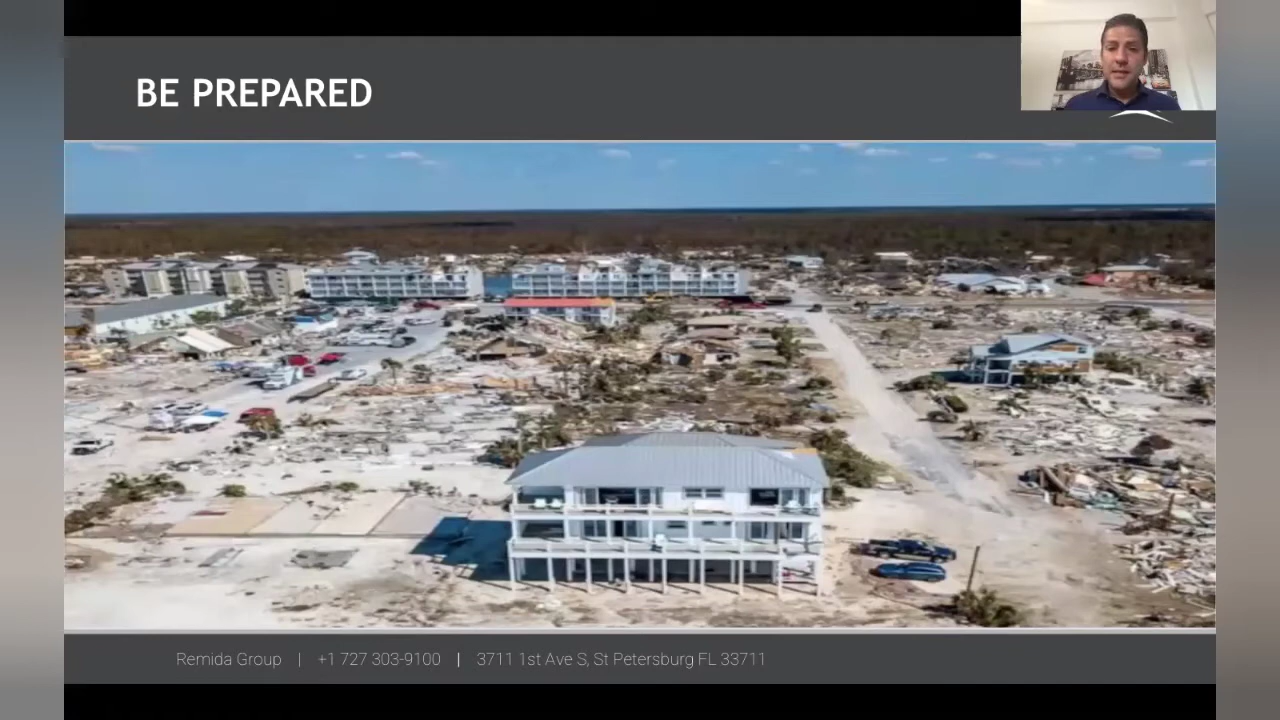 BE PREPARED
Remida Group | +1 727 303-9100 | 3711 1st Ave S, St Petersburg FL 33711